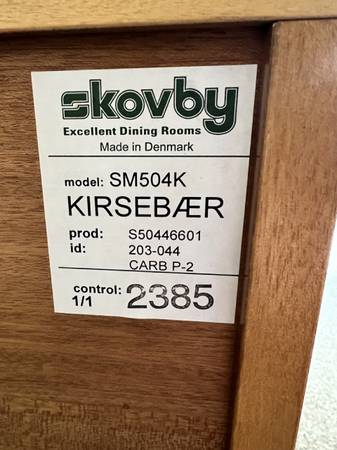 skovby
Excellent Dining Rooms
Made in Denmark
model: SM504K
KIRSEBÆR
prod: S50446601
id: 203-044
CARB P-2
control: 2385
1/1